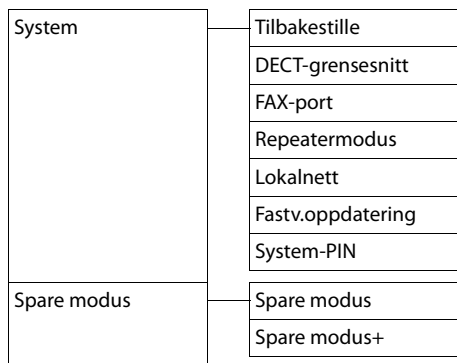 System
Tilbakestille
DECT-grensesnitt
FAX-port
Repeatermodus
Lokalnett
Fastv.oppdatering
System-PIN
Spare modus
Spare modus
Spare modus+